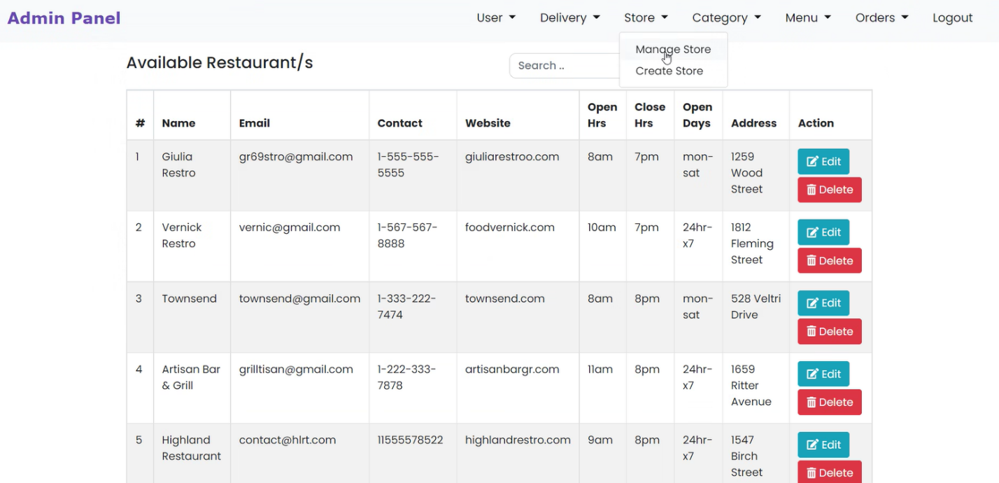 Admin Panel
User Delivery Store Category Menu Orders Logout
Manage Store
Create Store
Available Restaurant/s
Search ..
# Name Email Contact Website Open Hrs Close Hrs Open Days Address Action
1 Giulia Restro gr69stro@gmail.com 1-555-555-5555 giuliarestroo.com 8am 7pm mon-sat 1259 Wood Street Edit Delete
2 Vernick Restro vernic@gmail.com 1-567-567-8888 foodvernick.com 10am 7pm 24hr-x7 1812 Fleming Street Edit Delete
3 Townsend townsend@gmail.com 1-333-222-7474 townsend.com 8am 8pm mon-sat 528 Veltri Drive Edit Delete
4 Artisan Bar & Grill grilltisan@gmail.com 1-222-333-7878 artisanbargr.com 11am 8pm 24hr-x7 1659 Ritter Avenue Edit Delete
5 Highland Restaurant contact@hlrt.com 11555578522 highlandrestro.com 9am 8pm 24hr-x7 1547 Birch Street Edit Delete